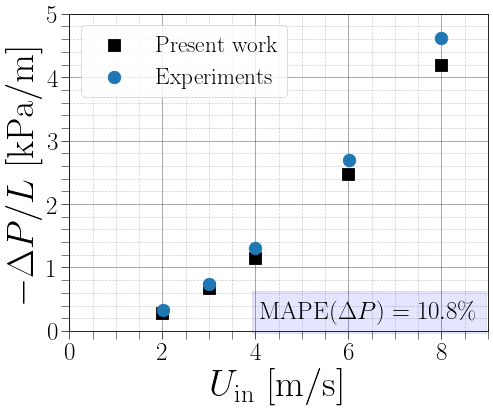 5
4
3
2
1
0
−ΔP/L [kPa/m]
Present work
Experiments
MAPE(ΔP) = 10.8%
0 2 4 6 8
U_in [m/s]